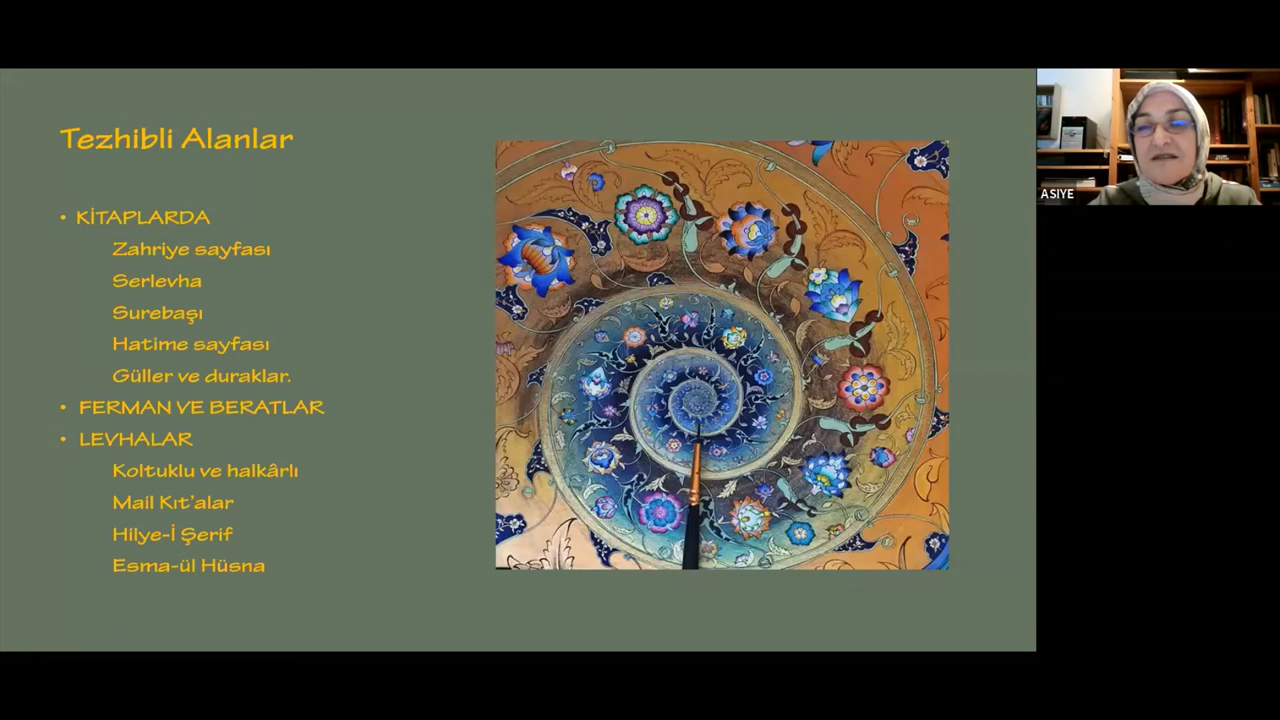 Tezhibli Alanlar
• KİTAPLARDA
Zahriye sayfası
Serlevha
Surebaşı
Hatime sayfası
Güller ve duraklar.
• FERMAN VE BERATLAR
• LEVHALAR
Koltuklu ve halkârlı
Mail Kıt'alar
Hilye-İ Şerif
Esma-ül Hüsna
ASIYE